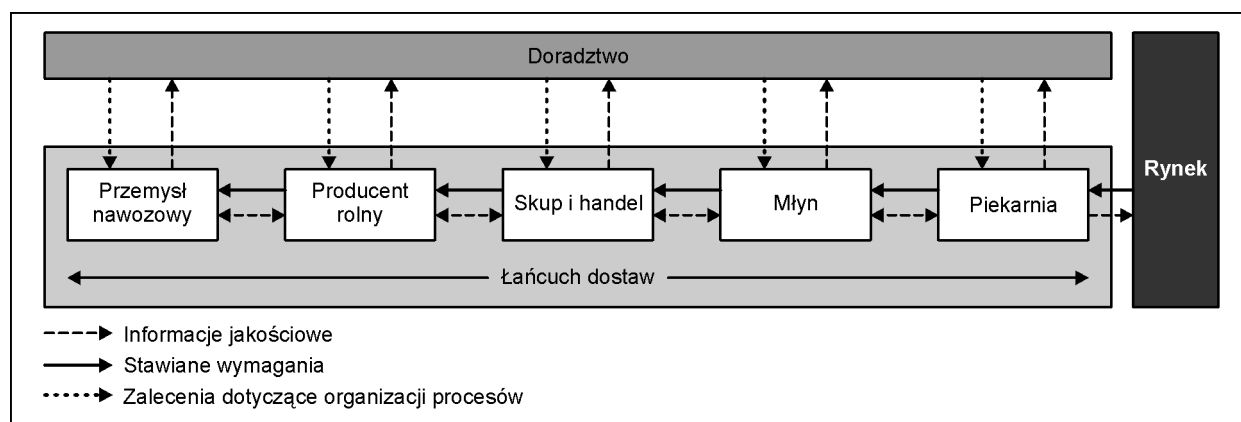 Doradztwo
Rynek
Przemysł
nawozowy
Producent
rolny
Skup i handel
Młyn
Piekarnia
Łańcuch dostaw
Informacje jakościowe
Stawiane wymagania
Zalecenia dotyczące organizacji procesów